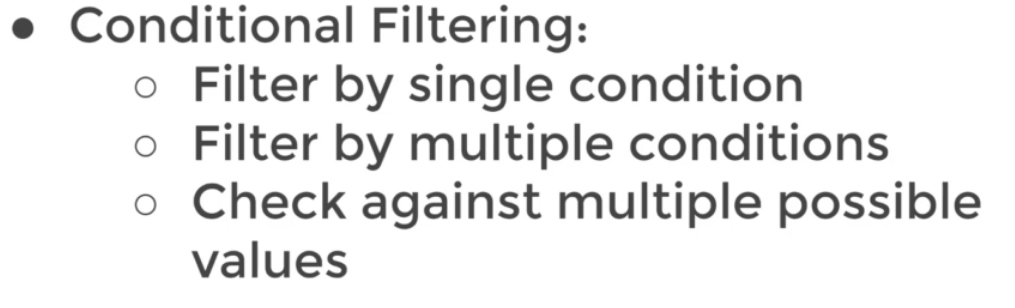 ● Conditional Filtering:
○ Filter by single condition
○ Filter by multiple conditions
○ Check against multiple possible
values